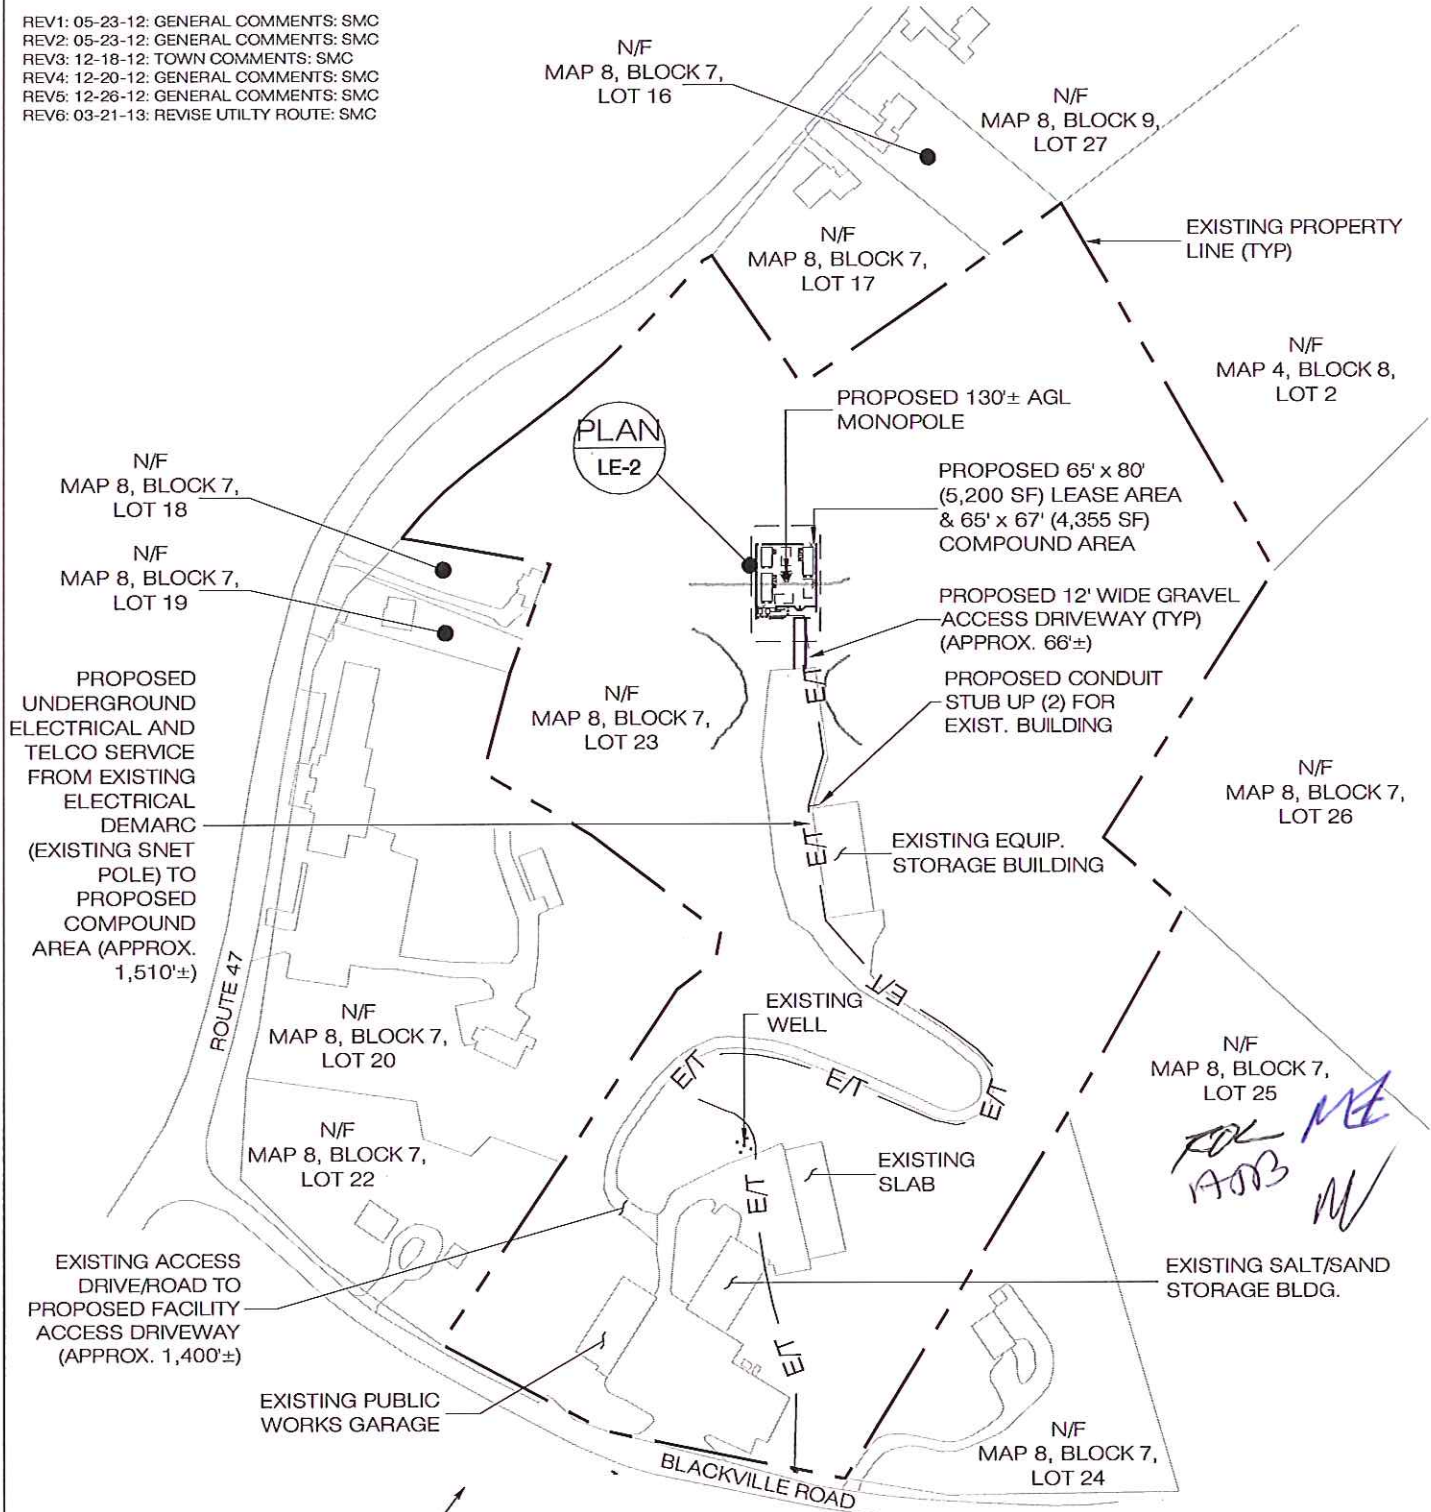 REV1: 05-23-12: GENERAL COMMENTS: SMC
REV2: 05-23-12: GENERAL COMMENTS: SMC
REV3: 12-18-12: TOWN COMMENTS: SMC
REV4: 12-20-12: GENERAL COMMENTS: SMC
REV5: 12-26-12: GENERAL COMMENTS: SMC
REV6: 03-21-13: REVISE UTILTY ROUTE: SMC
N/F
MAP 8, BLOCK 7,
LOT 16
N/F
MAP 8, BLOCK 9,
LOT 27
EXISTING PROPERTY
LINE (TYP)
N/F
MAP 8, BLOCK 7,
LOT 17
N/F
MAP 4, BLOCK 8,
LOT 2
PROPOSED 130'± AGL
MONOPOLE
PLAN
LE-2
N/F
MAP 8, BLOCK 7,
LOT 18
PROPOSED 65' x 80'
(5,200 SF) LEASE AREA
& 65' x 67' (4,355 SF)
COMPOUND AREA
N/F
MAP 8, BLOCK 7,
LOT 19
PROPOSED 12' WIDE GRAVEL
ACCESS DRIVEWAY (TYP)
(APPROX. 66'±)
PROPOSED
UNDERGROUND
ELECTRICAL AND
TELCO SERVICE
FROM EXISTING
ELECTRICAL
DEMARC
(EXISTING SNET
POLE) TO
PROPOSED
COMPOUND
AREA (APPROX.
1,510'±)
N/F
MAP 8, BLOCK 7,
LOT 23
E/T
PROPOSED CONDUIT
STUB UP (2) FOR
EXIST. BUILDING
N/F
MAP 8, BLOCK 7,
LOT 26
E/T
EXISTING EQUIP.
STORAGE BUILDING
ROUTE 47
E/T
EXISTING
WELL
N/F
MAP 8, BLOCK 7,
LOT 20
E/T
E/T
E/T
N/F
MAP 8, BLOCK 7,
LOT 25
N/F
MAP 8, BLOCK 7,
LOT 22
EXISTING
SLAB
E/T
EXISTING ACCESS
DRIVE/ROAD TO
PROPOSED FACILITY
ACCESS DRIVEWAY
(APPROX. 1,400'±)
EXISTING SALT/SAND
STORAGE BLDG.
E/T
EXISTING PUBLIC
WORKS GARAGE
N/F
MAP 8, BLOCK 7,
LOT 24
BLACKVILLE ROAD